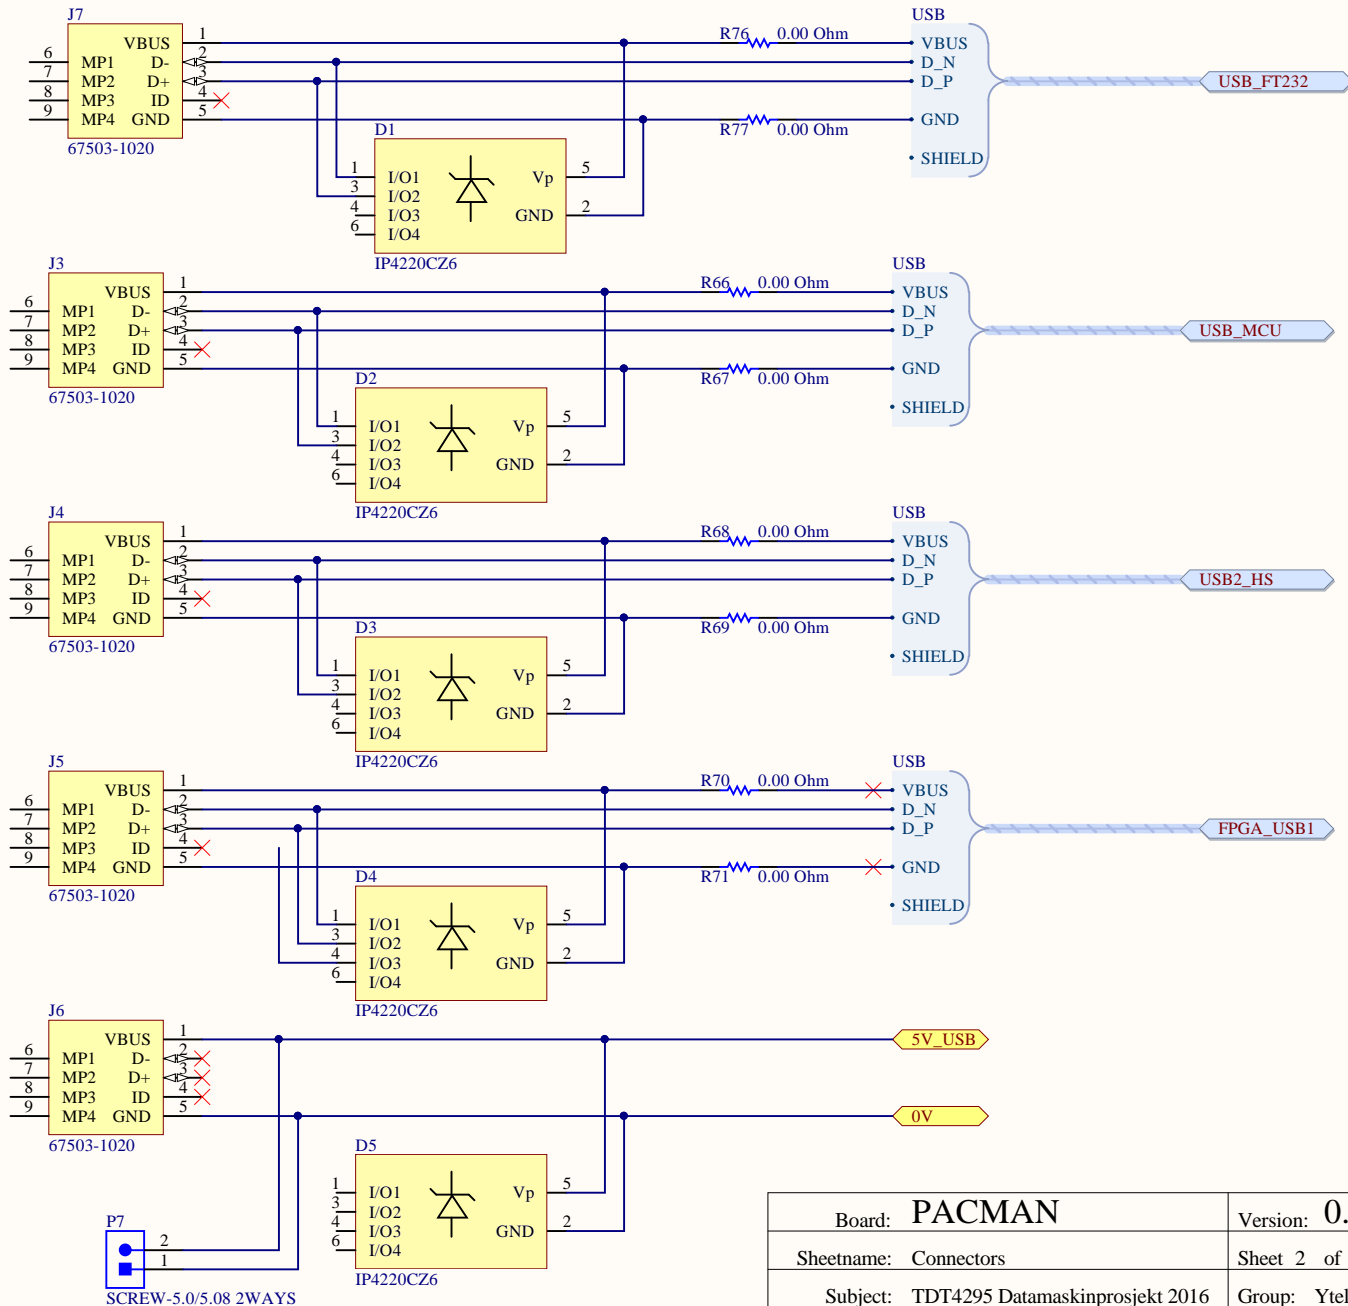 J7
VBUS 1
6 MP1 D- 2
7 MP2 D+ 3
8 MP3 ID 4
9 MP4 GND 5
67503-1020
R76 0.00 Ohm
R77 0.00 Ohm
USB
VBUS
D_N
D_P
GND
SHIELD
USB_FT232
D1
1 I/O1 Vp 5
3 I/O2
4 I/O3 GND 2
6 I/O4
IP4220CZ6
J3
VBUS 1
6 MP1 D- 2
7 MP2 D+ 3
8 MP3 ID 4
9 MP4 GND 5
67503-1020
R66 0.00 Ohm
R67 0.00 Ohm
USB
VBUS
D_N
D_P
GND
SHIELD
USB_MCU
D2
1 I/O1 Vp 5
3 I/O2
4 I/O3 GND 2
6 I/O4
IP4220CZ6
J4
VBUS 1
6 MP1 D- 2
7 MP2 D+ 3
8 MP3 ID 4
9 MP4 GND 5
67503-1020
R68 0.00 Ohm
R69 0.00 Ohm
USB
VBUS
D_N
D_P
GND
SHIELD
USB2_HS
D3
1 I/O1 Vp 5
3 I/O2
4 I/O3 GND 2
6 I/O4
IP4220CZ6
J5
VBUS 1
6 MP1 D- 2
7 MP2 D+ 3
8 MP3 ID 4
9 MP4 GND 5
67503-1020
R70 0.00 Ohm
R71 0.00 Ohm
USB
VBUS
D_N
D_P
GND
SHIELD
FPGA_USB1
D4
1 I/O1 Vp 5
3 I/O2
4 I/O3 GND 2
6 I/O4
IP4220CZ6
J6
VBUS 1
6 MP1 D- 2
7 MP2 D+ 3
8 MP3 ID 4
9 MP4 GND 5
67503-1020
5V_USB
0V
D5
1 I/O1 Vp 5
3 I/O2
4 I/O3 GND 2
6 I/O4
IP4220CZ6
P7
2
1
SCREW-5.0/5.08 2WAYS
Board: PACMAN Version: 0.
Sheetname: Connectors Sheet 2 of
Subject: TDT4295 Datamaskinprosjekt 2016 Group: